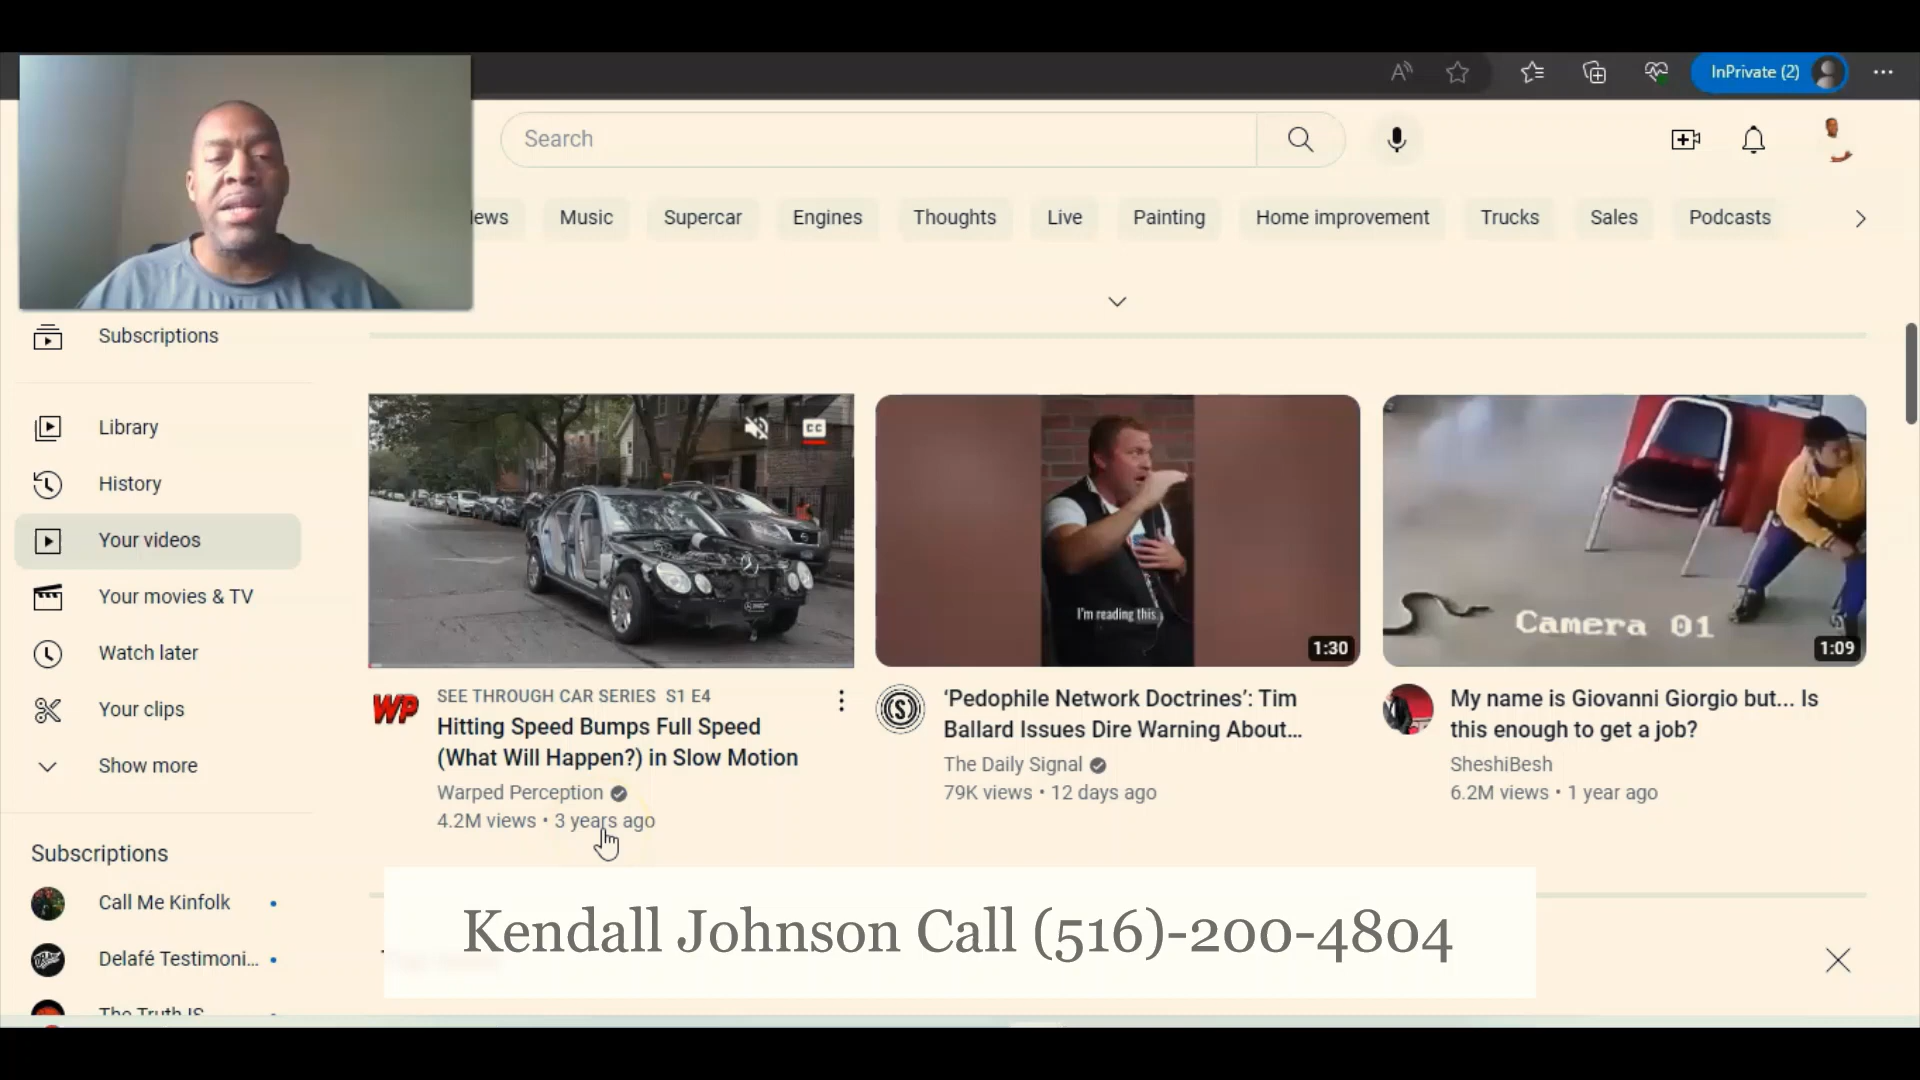 InPrivate (2)
Search
ews
Music
Supercar
Engines
Thoughts
Live
Painting
Home improvement
Trucks
Sales
Podcasts
Subscriptions
Library
History
Your videos
Your movies & TV
Watch later
Your clips
Show more
Subscriptions
Call Me Kinfolk
Delafé Testimoni...
The Truth IS
CC
WP
SEE THROUGH CAR SERIES S1 E4
Hitting Speed Bumps Full Speed
(What Will Happen?) in Slow Motion
Warped Perception
4.2M views • 3 years ago
I'm reading this
1:30
S
‘Pedophile Network Doctrines’: Tim
Ballard Issues Dire Warning About...
The Daily Signal
79K views • 12 days ago
Camera 01
1:09
My name is Giovanni Giorgio but... Is
this enough to get a job?
SheshiBesh
6.2M views • 1 year ago
Kendall Johnson Call (516)-200-4804